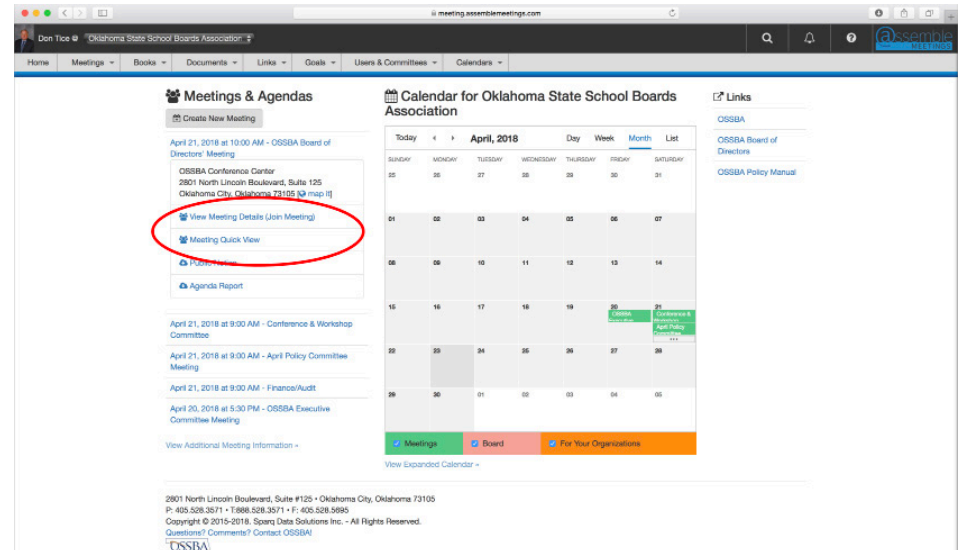 meeting.assemblemeetings.com
Don Tice Oklahoma State School Boards Association
@ssemble
MEETINGS
Home Meetings Books Documents Links Goals Users & Committees Calendars
Meetings & Agendas
Create New Meeting
April 21, 2018 at 10:00 AM - OSSBA Board of
Directors' Meeting
OSSBA Conference Center
2801 North Lincoln Boulevard, Suite 125
Oklahoma City, Oklahoma 73105 [map it]
View Meeting Details (Join Meeting)
Meeting Quick View
Public Notice
Agenda Report
April 21, 2018 at 9:00 AM - Conference & Workshop
Committee
April 21, 2018 at 9:00 AM - April Policy Committee
Meeting
April 21, 2018 at 9:00 AM - Finance/Audit
April 20, 2018 at 5:30 PM - OSSBA Executive
Committee Meeting
View Additional Meeting Information »
Calendar for Oklahoma State School Boards
Association
Today April, 2018 Day Week Month List
SUNDAY MONDAY TUESDAY WEDNESDAY THURSDAY FRIDAY SATURDAY
25 26 27 28 29 30 31
01 02 03 04 05 06 07
08 09 10 11 12 13 14
15 16 17 18 19 20 21
OSSBA Conference &
April Policy
22 23 24 25 26 27 28
29 30 01 02 03 04 05
Meetings Board For Your Organizations
View Expanded Calendar »
Links
OSSBA
OSSBA Board of
Directors
OSSBA Policy Manual
2801 North Lincoln Boulevard, Suite #125 • Oklahoma City, Oklahoma 73105
P: 405.528.3571 • T:888.528.3571 • F: 405.528.5695
Copyright © 2015-2018. Sparq Data Solutions Inc. - All Rights Reserved.
Questions? Comments? Contact OSSBA!
OSSBA